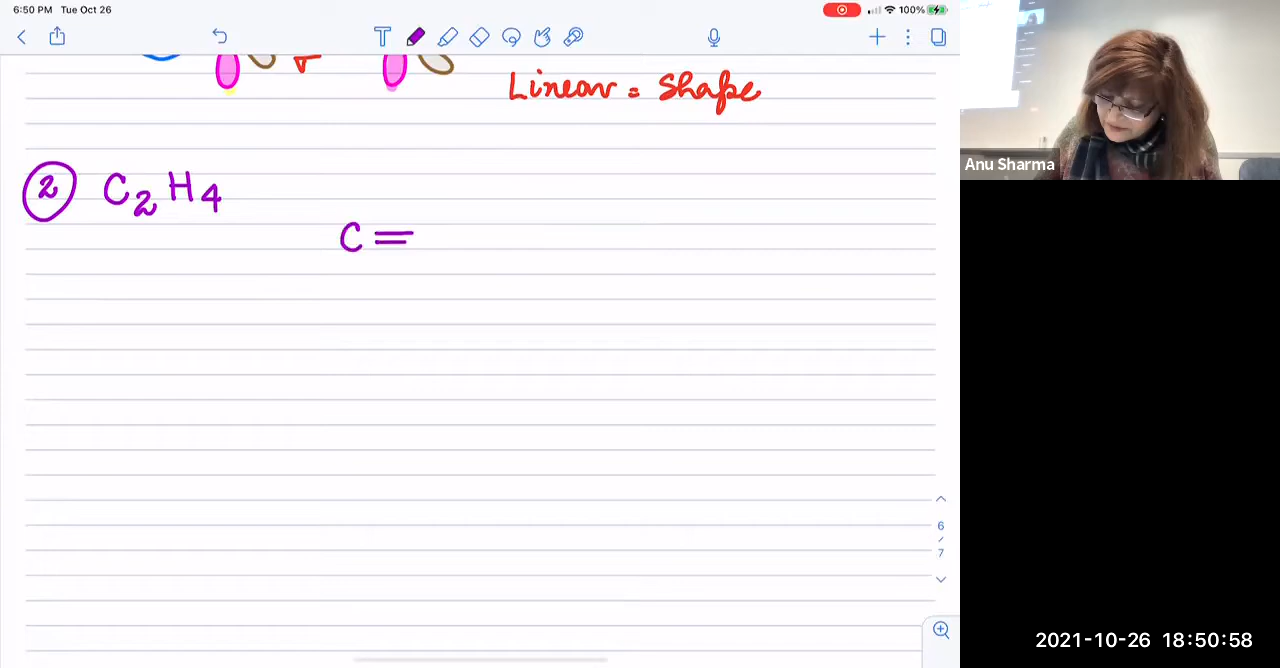 6:50 PM Tue Oct 26
100%
T
Linear = Shape
Anu Sharma
② C2H4
C =
6
/
7
2021-10-26 18:50:58